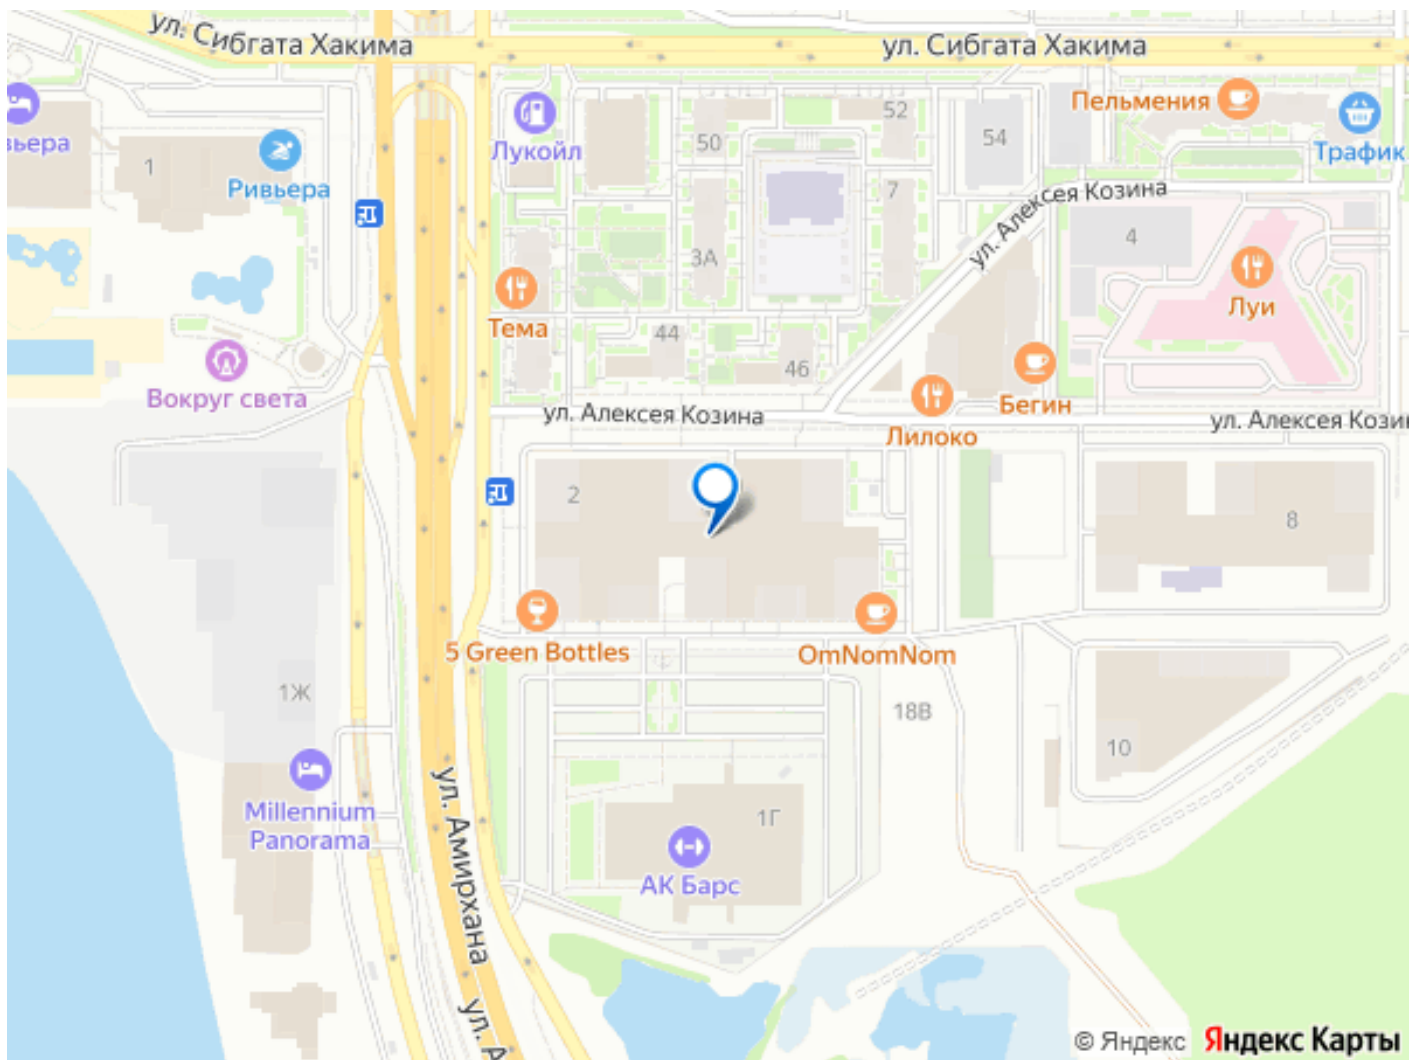 ул. Сибгата Хакима
ул. Сибгата Хакима
Пельмения
Трафик
Лукойл
50
52
54
ул. Алексея Козина
ьера
1
Ривьера
7
3А
4
Луи
Тема
44
46
Вокруг света
Бегин
ул. Алексея Козина
Лилоко
ул. Алексея Кози
2
8
5 Green Bottles
OmNomNom
1Ж
18В
10
Millennium
Panorama
ул. Амирхана
1Г
АК Барс
ул. А
© Яндекс Яндекс Карты